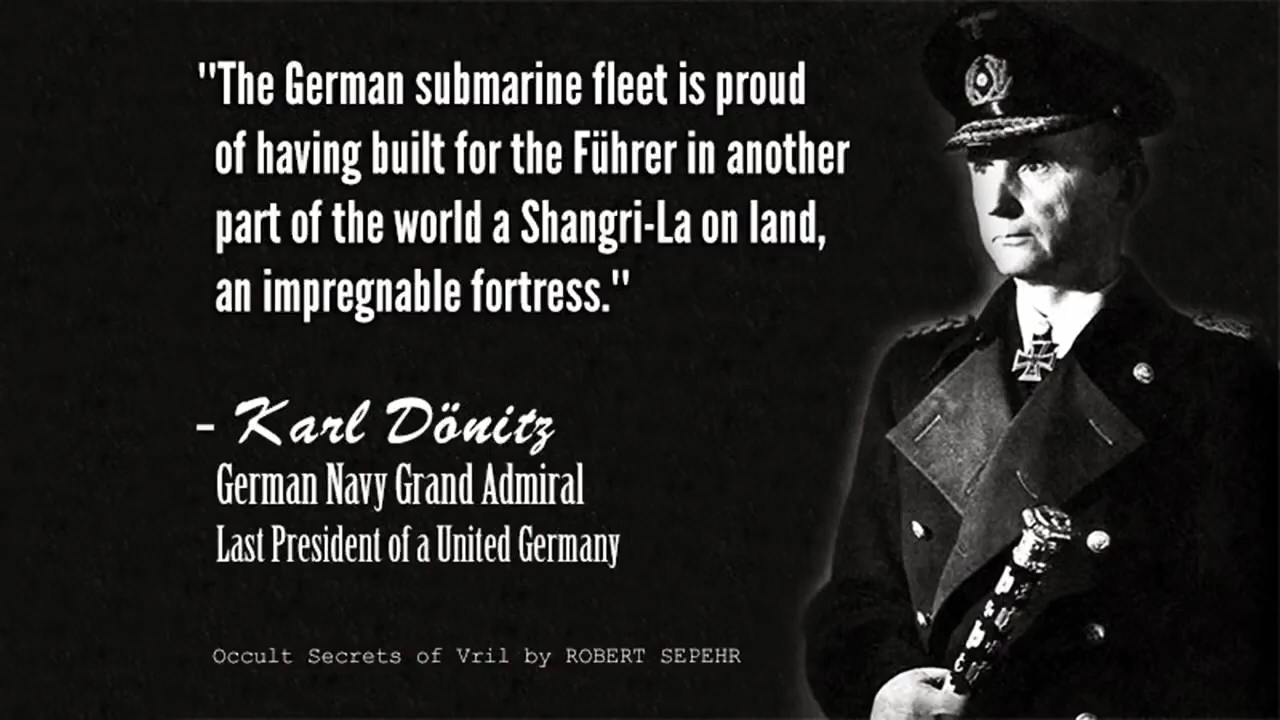 "The German submarine fleet is proud
of having built for the Führer in another
part of the world a Shangri-La on land,
an impregnable fortress."
- Karl Dönitz
German Navy Grand Admiral
Last President of a United Germany
Occult Secrets of Vril by ROBERT SEPEHR